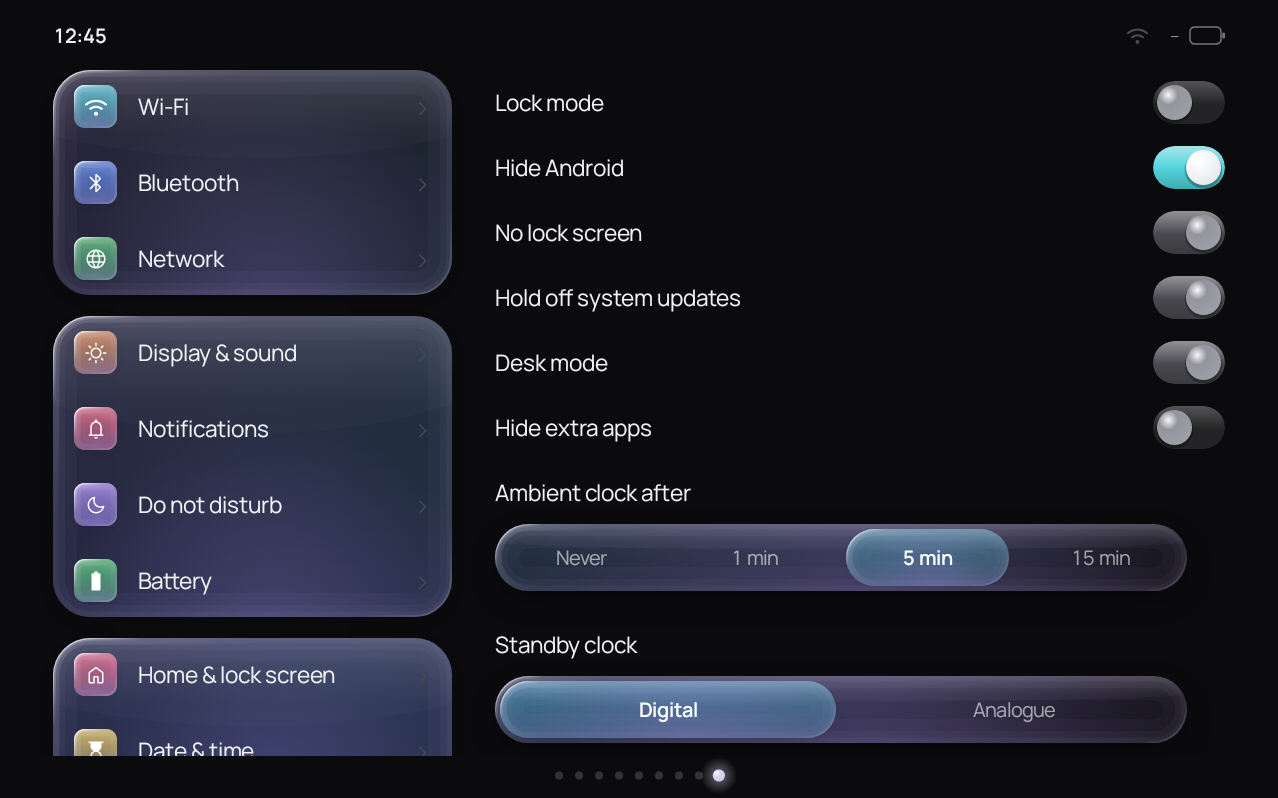 12:45
–
Wi-Fi
Bluetooth
Network
Display & sound
Notifications
Do not disturb
Battery
Home & lock screen
Date & time
Lock mode
Hide Android
No lock screen
Hold off system updates
Desk mode
Hide extra apps
Ambient clock after
Never 1 min 5 min 15 min
Standby clock
Digital Analogue